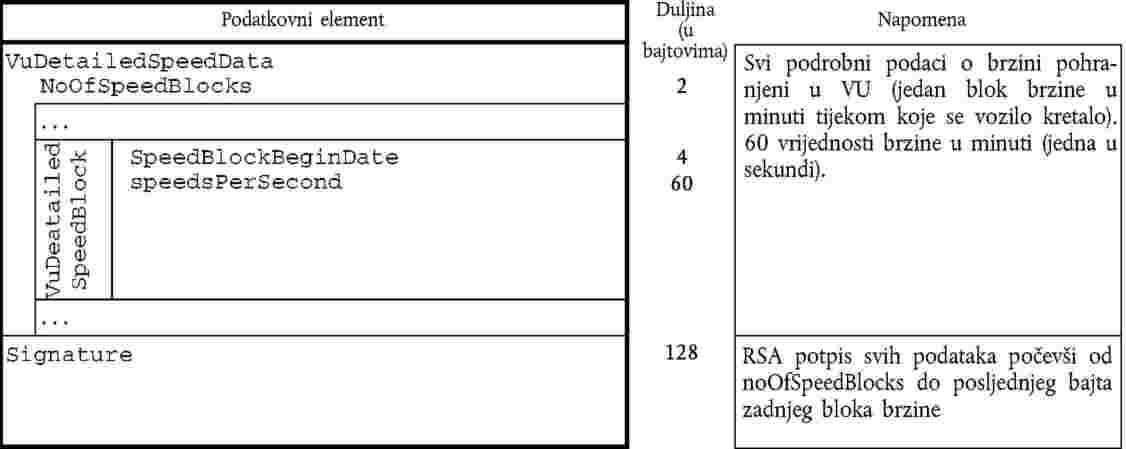 Podatkovni element
Duljina
(u
bajtovima)
Napomena
VuDetailedSpeedData
NoOfSpeedBlocks
2
...
VuDeatailed
SpeedBlock
SpeedBlockBeginDate
4
speedsPerSecond
60
...
Svi podrobni podaci o brzini pohra-
njeni u VU (jedan blok brzine u
minuti tijekom koje se vozilo kretalo).
60 vrijednosti brzine u minuti (jedna u
sekundi).
Signature
128
RSA potpis svih podataka počevši od
noOfSpeedBlocks do posljednjeg bajta
zadnjeg bloka brzine